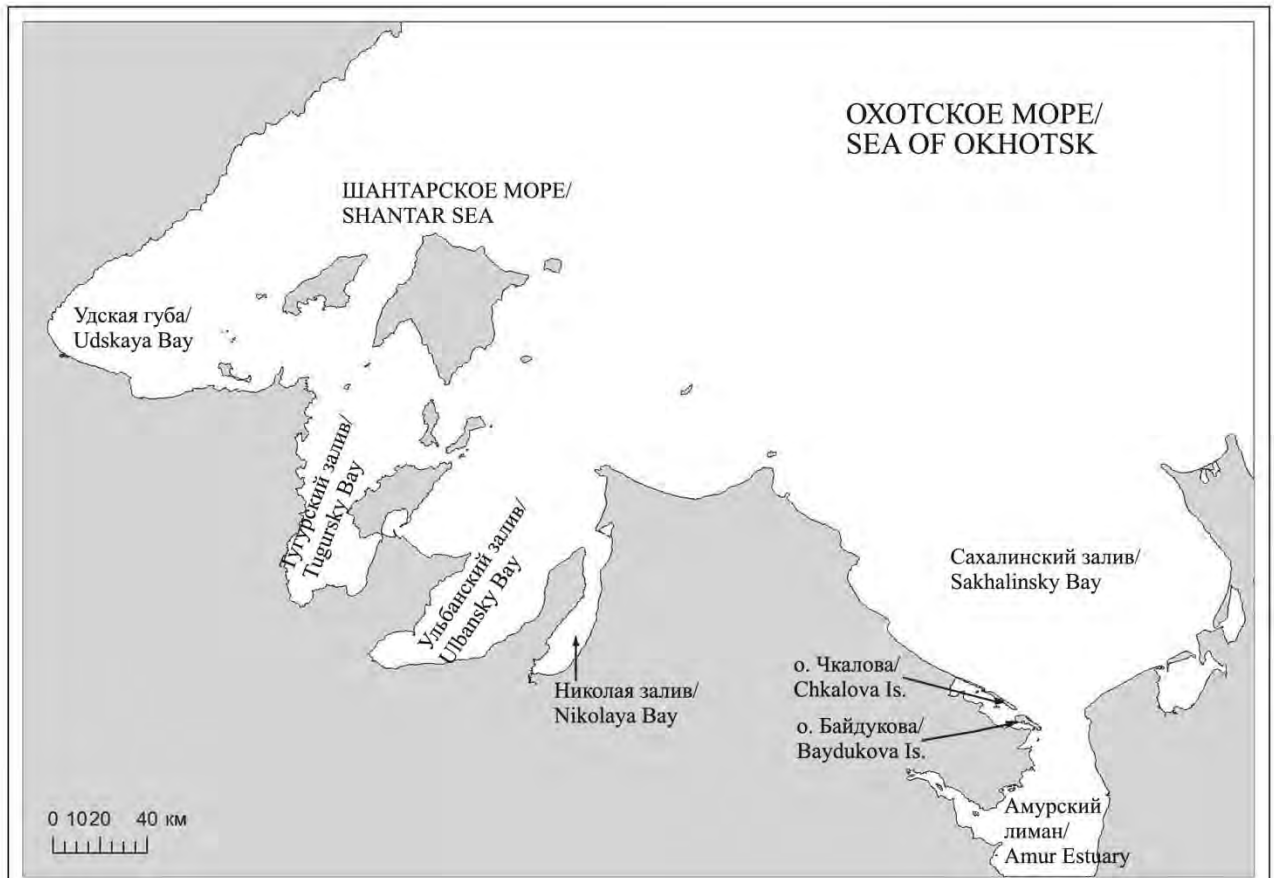 ОХОТСКОЕ МОРЕ/
SEA OF OKHOTSK
ШАНТАРСКОЕ МОРЕ/
SHANTAR SEA
Удская губа/
Udskaya Bay
Тугурский залив/
Tugursky Bay
Ульбанский залив/
Ulbansky Bay
Николая залив/
Nikolaya Bay
Сахалинский залив/
Sakhalinsky Bay
о. Чкалова/
Chkalova Is.
о. Байдукова/
Baydukova Is.
Амурский
лиман/
Amur Estuary
0 1020 40 км